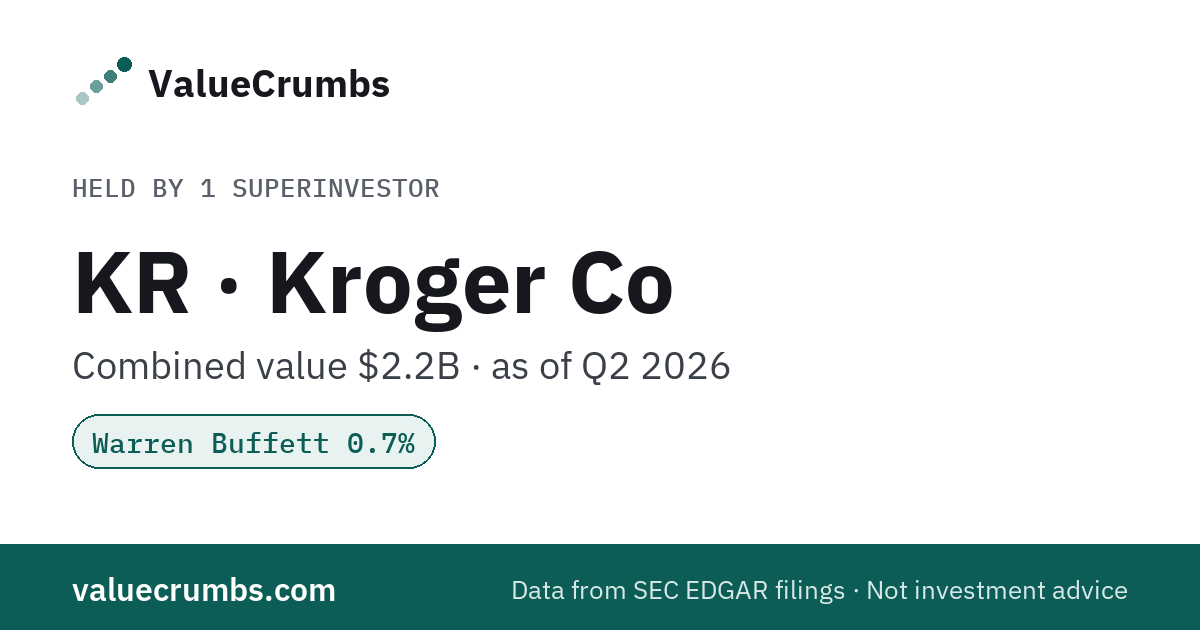 ValueCrumbs
HELD BY 1 SUPERINVESTOR
KR · Kroger Co
Combined value $2.2B · as of Q2 2026
Warren Buffett 0.7%
valuecrumbs.com
Data from SEC EDGAR filings · Not investment advice